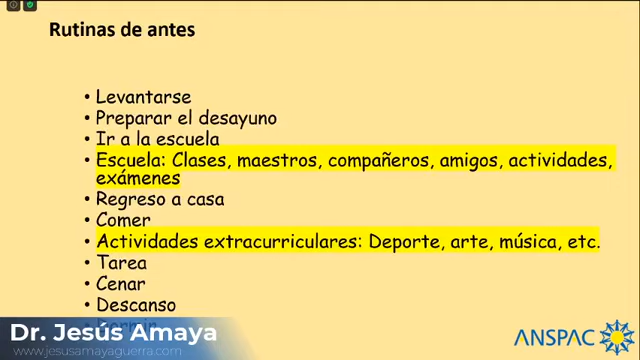 Rutinas de antes
• Levantarse
• Preparar el desayuno
• Ir a la escuela
• Escuela: Clases, maestros, compañeros, amigos, actividades,
exámenes
• Regreso a casa
• Comer
• Actividades extracurriculares: Deporte, arte, música, etc.
• Tarea
• Cenar
• Descanso
• Dormir
Dr. Jesús Amaya
www.jesusamayaguerra.com
ANSPAC